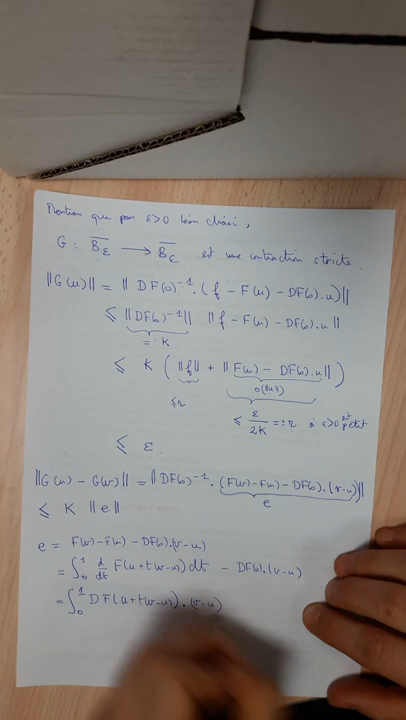 Montrons que pour ε>0 bien choisi,
G : B̅_ε → B̅_ε est une contraction stricte.
||G(u)|| = || DF(0)⁻¹. (f - F(u) - DF(0).u)||
≤ ||DF(0)⁻¹|| || f - F(u) - DF(0).u ||
=: K
≤ K ( ||f|| + || F(u) - DF(0).u || )
≤ r o(||u||)
≤ ε/2K =: r si ε>0 est petit
≤ ε.
||G(u) - G(v)|| = || DF(0)⁻¹. (F(v)-F(u) - DF(0).(v-u))||
e
≤ K ||e||
e = F(v)-F(u) - DF(0).(v-u)
= ∫₀¹ d/dt F(u+t(v-u)) dt - DF(0).(v-u)
= ∫₀¹ DF(u+t(v-u)).(v-u)